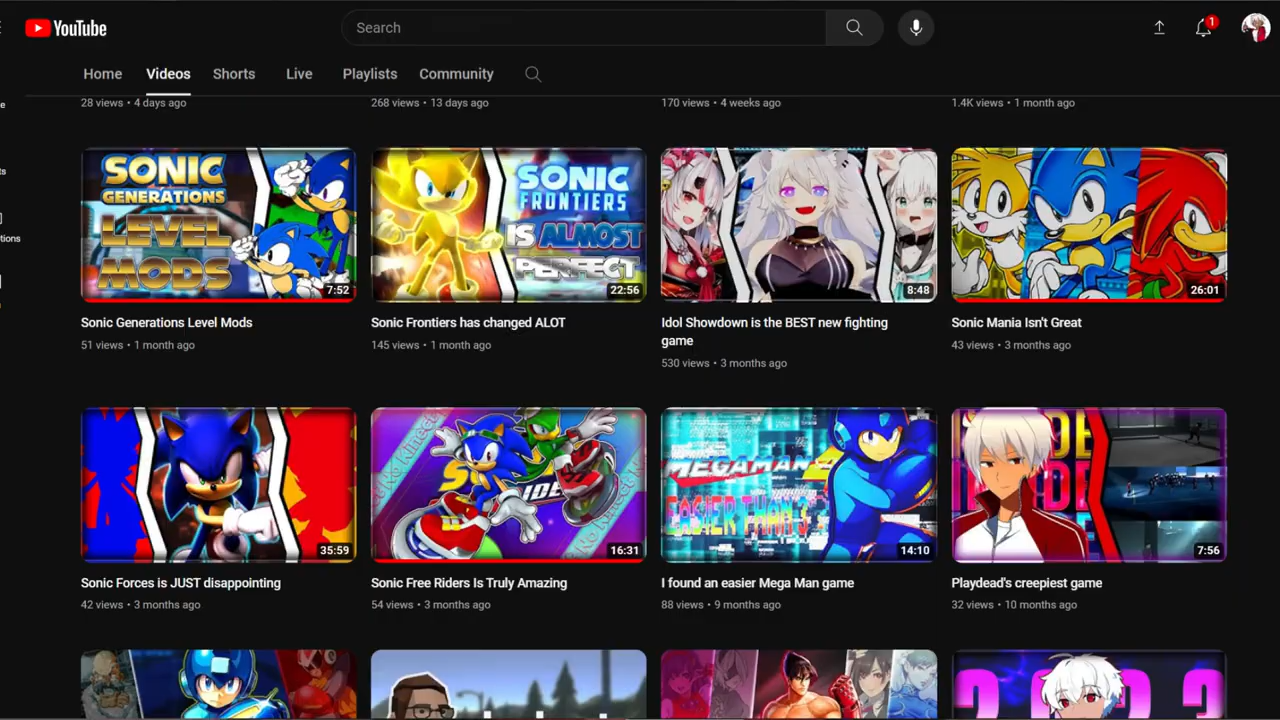 YouTube
Search
1
Home Videos Shorts Live Playlists Community
28 views • 4 days ago
268 views • 13 days ago
170 views • 4 weeks ago
1.4K views • 1 month ago
tions
SONIC
GENERATIONS
LEVEL
MODS
7:52
SONIC
FRONTIERS
IS ALMOST
PERFECT
22:56
8:48
26:01
Sonic Generations Level Mods
51 views • 1 month ago
Sonic Frontiers has changed ALOT
145 views • 1 month ago
Idol Showdown is the BEST new fighting
game
530 views • 3 months ago
Sonic Mania Isn't Great
43 views • 3 months ago
35:59
No Kinect
16:31
MEGAMAN
EASIER THAN
14:10
7:56
Sonic Forces is JUST disappointing
42 views • 3 months ago
Sonic Free Riders Is Truly Amazing
54 views • 3 months ago
I found an easier Mega Man game
88 views • 9 months ago
Playdead's creepiest game
32 views • 10 months ago